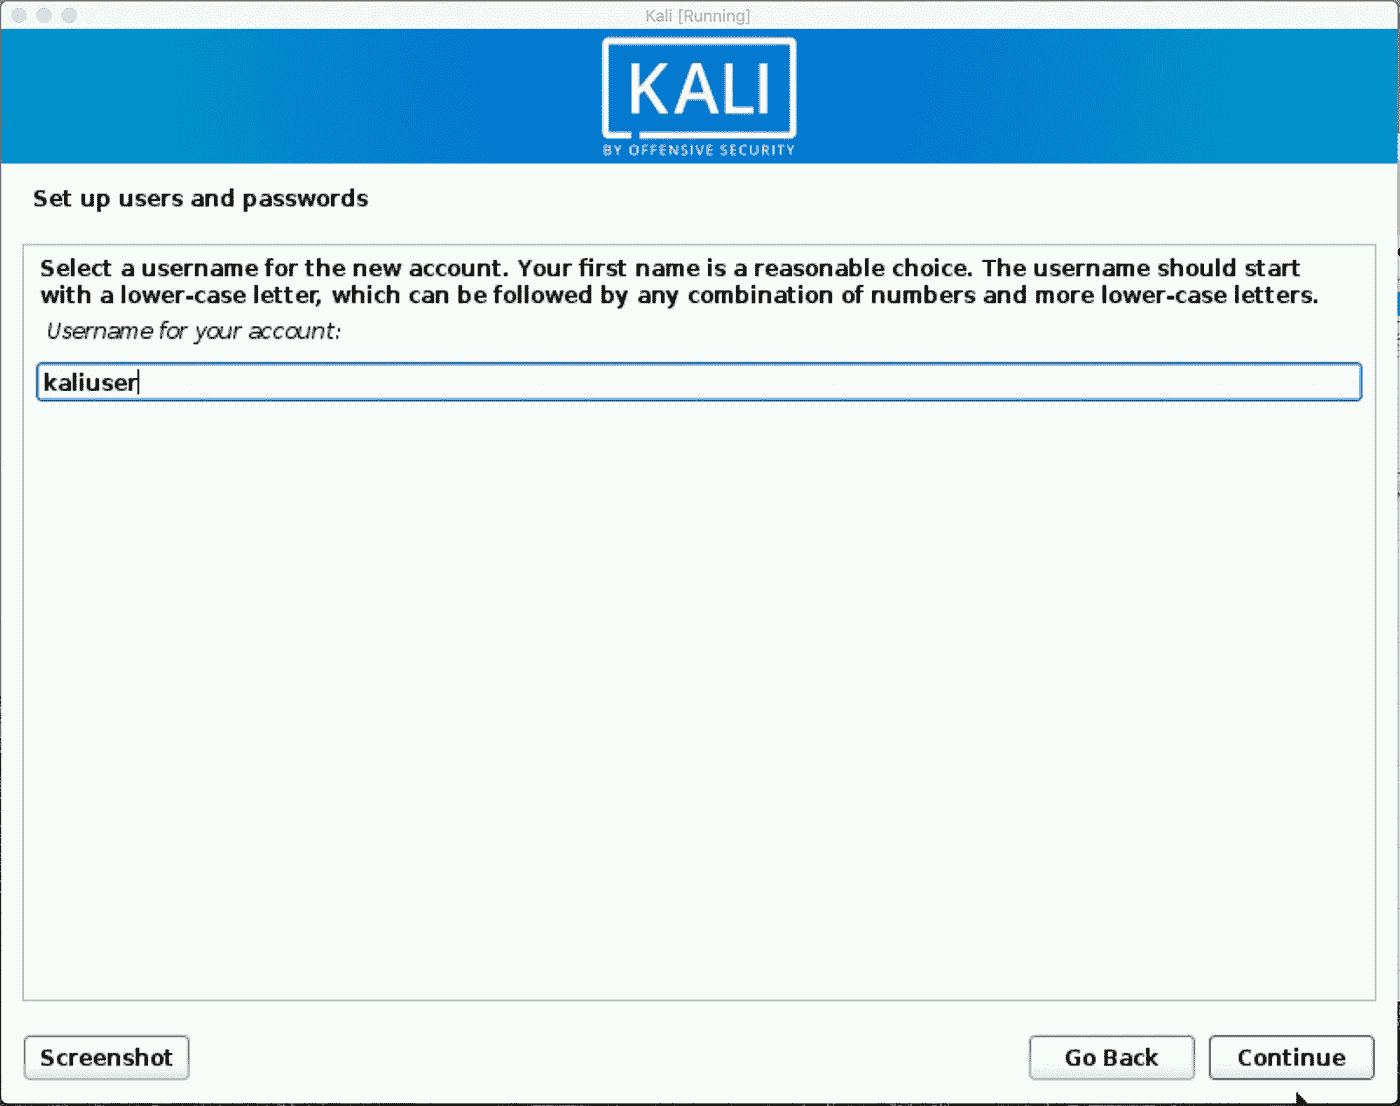 Kali [Running]
KALI
BY OFFENSIVE SECURITY
Set up users and passwords
Select a username for the new account. Your first name is a reasonable choice. The username should start
with a lower-case letter, which can be followed by any combination of numbers and more lower-case letters.
Username for your account:
kaliuser
Screenshot
Go Back
Continue